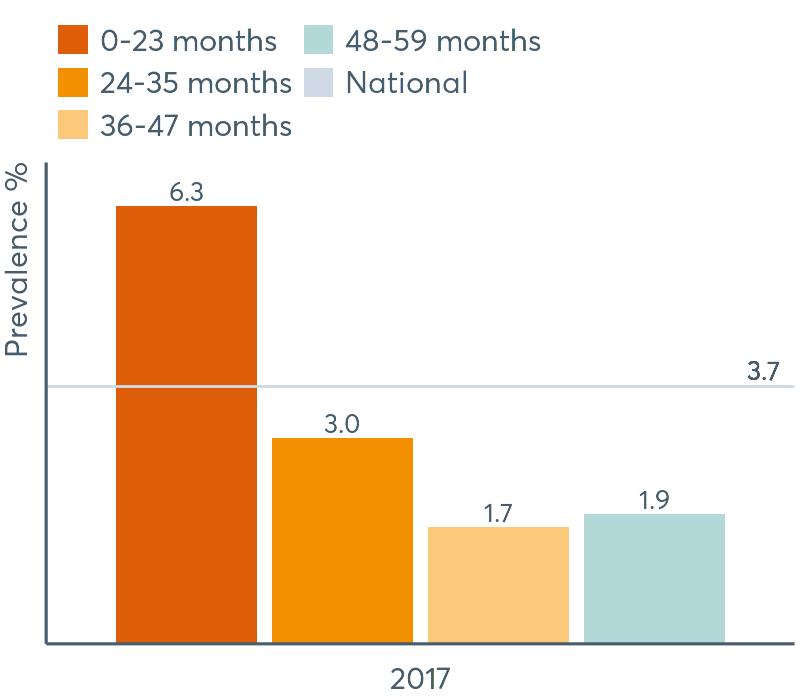 0-23 months
48-59 months
24-35 months
National
36-47 months
Prevalence %
6.3
3.7
3.0
1.7
1.9
2017